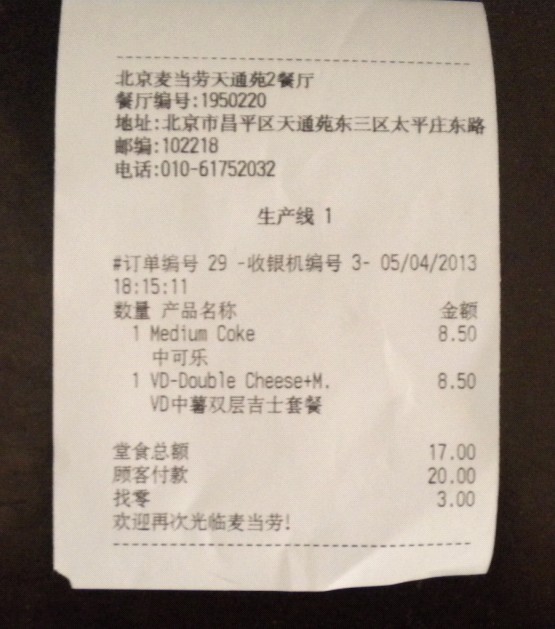 北京麦当劳天通苑2餐厅
餐厅编号:1950220
地址:北京市昌平区天通苑东三区太平庄东路
邮编:102218
电话:010-61752032
生产线 1
#订单编号 29 -收银机编号 3- 05/04/2013
18:15:11
数量 产品名称 金额
1 Medium Coke 8.50
中可乐
1 VD-Double Cheese+M. 8.50
VD中薯双层吉士套餐
堂食总额 17.00
顾客付款 20.00
找零 3.00
欢迎再次光临麦当劳!